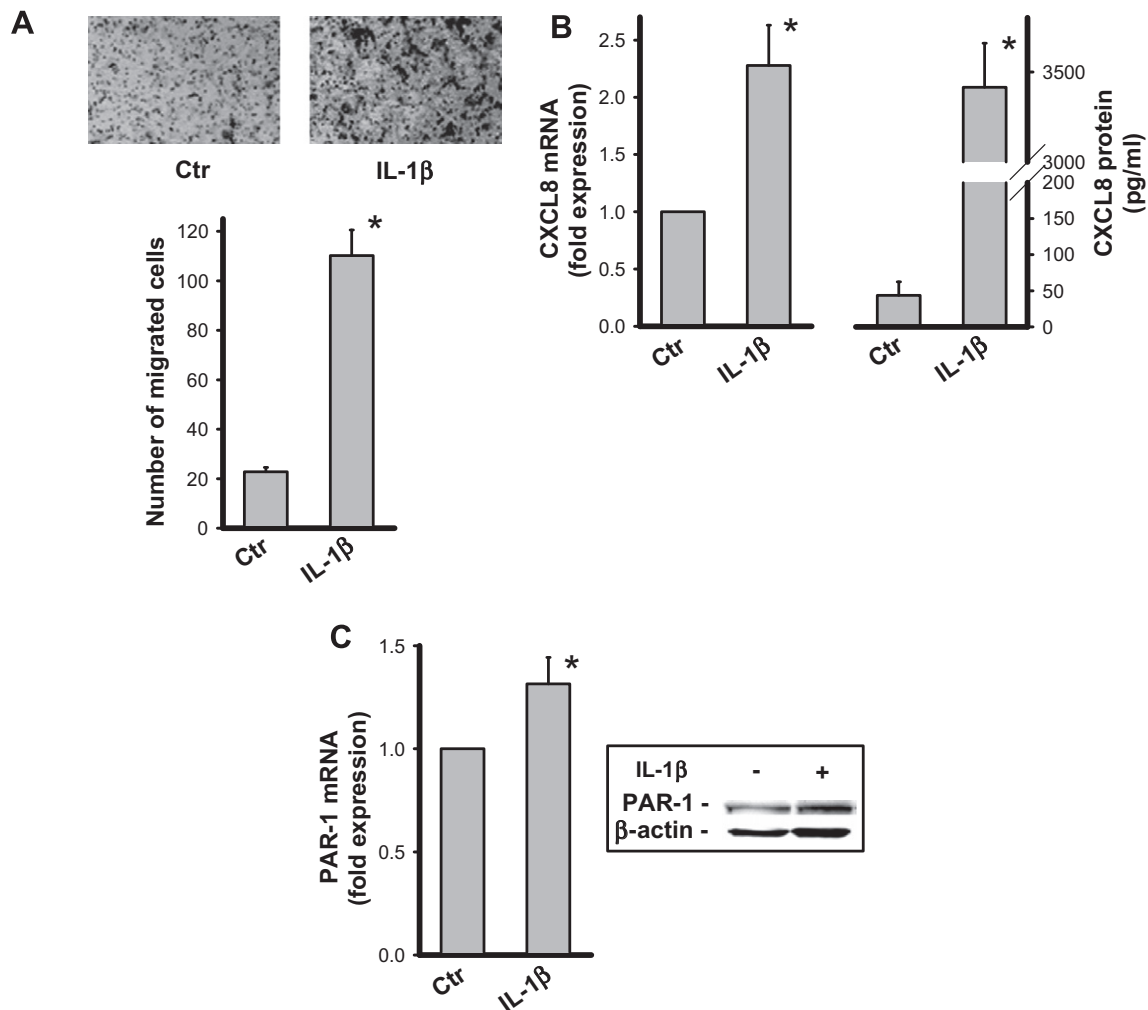 A
Ctr
IL-1β
Number of migrated cells
120
100
80
60
40
20
0
Ctr
IL-1β
*
B
CXCL8 mRNA
(fold expression)
2.5
2.0
1.5
1.0
0.5
0.0
Ctr
IL-1β
*
*
3500
3000
200
150
100
50
0
CXCL8 protein
(pg/ml)
Ctr
IL-1β
C
PAR-1 mRNA
(fold expression)
1.5
1.0
0.5
0.0
*
Ctr
IL-1β
IL-1β - +
PAR-1 -
β-actin -